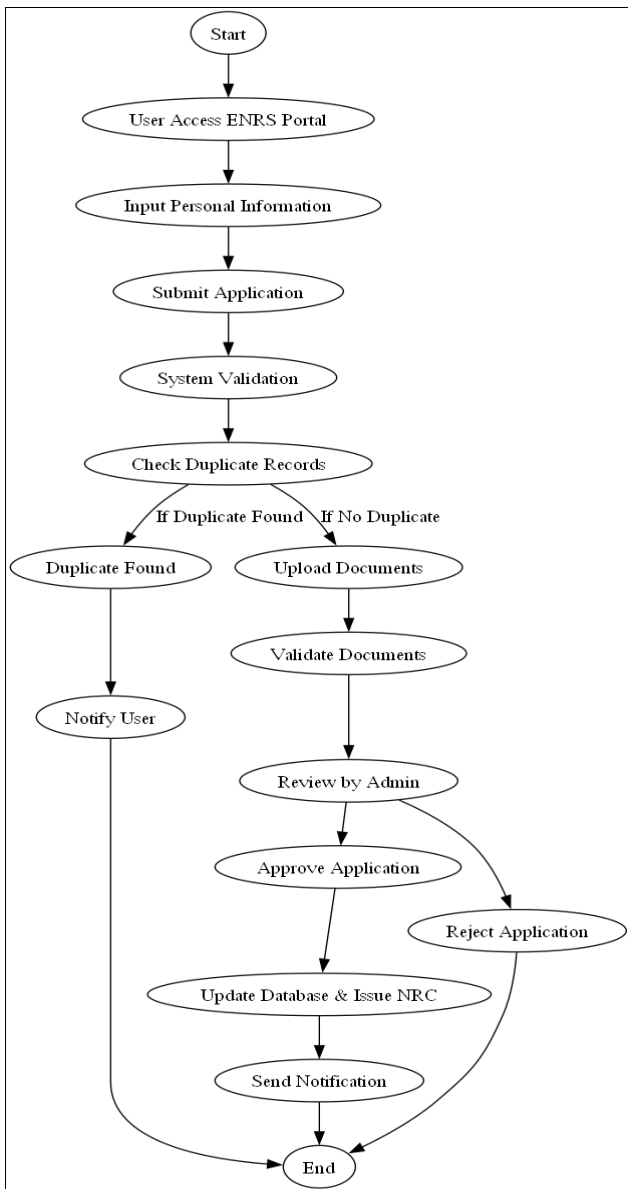 Start
User Access ENRS Portal
Input Personal Information
Submit Application
System Validation
Check Duplicate Records
If Duplicate Found
If No Duplicate
Duplicate Found
Upload Documents
Validate Documents
Notify User
Review by Admin
Approve Application
Reject Application
Update Database & Issue NRC
Send Notification
End